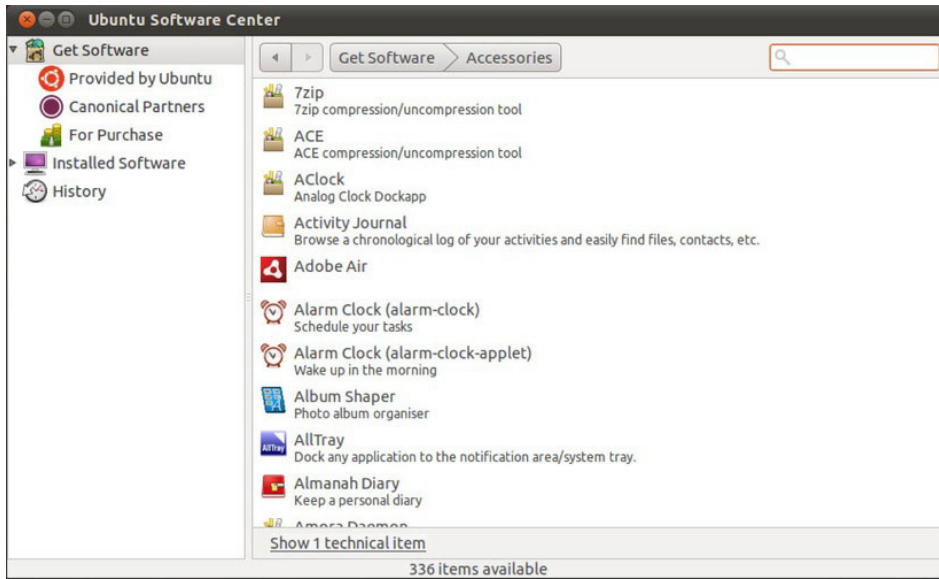 Ubuntu Software Center
Get Software
Provided by Ubuntu
Canonical Partners
For Purchase
Installed Software
History
Get Software
Accessories
7zip
7zip compression/uncompression tool
ACE
ACE compression/uncompression tool
AClock
Analog Clock Dockapp
Activity Journal
Browse a chronological log of your activities and easily find files, contacts, etc.
Adobe Air
Alarm Clock (alarm-clock)
Schedule your tasks
Alarm Clock (alarm-clock-applet)
Wake up in the morning
Album Shaper
Photo album organiser
AllTray
AllTray
Dock any application to the notification area/system tray.
Almanah Diary
Keep a personal diary
Amora Daemon
Show 1 technical item
336 items available